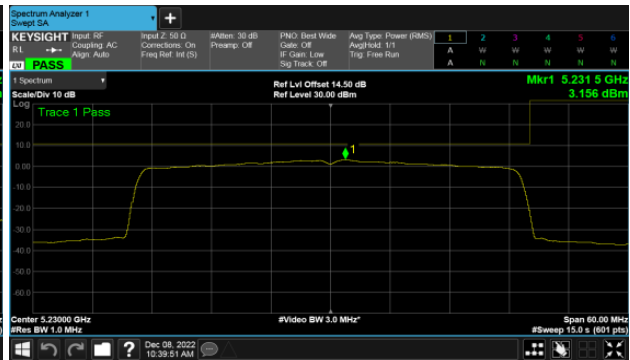 Spectrum Analyzer 1
Swept SA
KEYSIGHT Input: RF Input Z: 50 Ω #Atten: 30 dB PNO: Best Wide Avg Type: Power (RMS) 1 2 3 4 5 6
RL Coupling: AC Corrections: On Preamp: Off Gate: Off Avg|Hold: 1/1 A W W W W W
Align: Auto Freq Ref: Int (S) IF Gain: Low Trig: Free Run
EXT PASS Sig Track: Off A N N N N N
1 Spectrum Ref Lvl Offset 14.50 dB Mkr1 5.231 5 GHz
Scale/Div 10 dB Ref Level 30.00 dBm 3.156 dBm
Log
Trace 1 Pass
20.0
10.0
1
0.00
-10.0
-20.0
-30.0
-40.0
-50.0
-60.0
Center 5.23000 GHz #Video BW 3.0 MHz* Span 60.00 MHz
#Res BW 1.0 MHz #Sweep 15.0 s (601 pts)
? Dec 08, 2022
10:39:51 AM